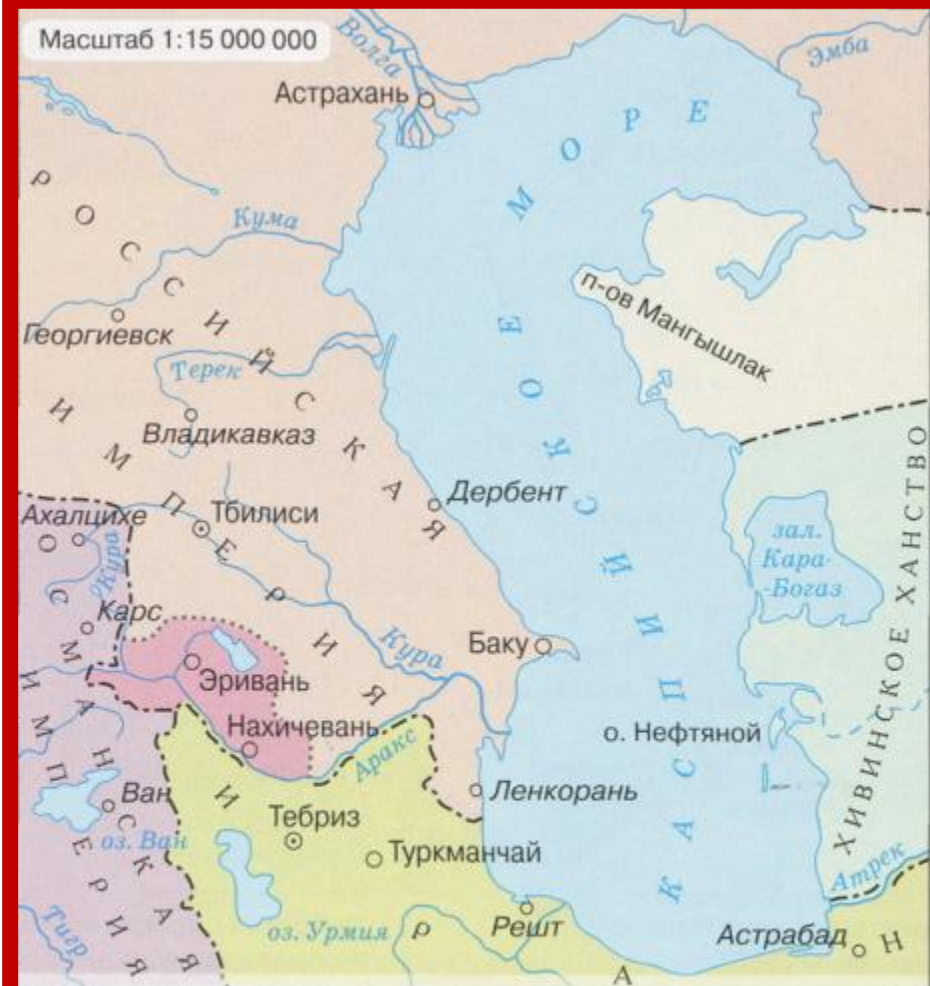 Масштаб 1:15 000 000
Волга
Эмба
Астрахань
КАСПИЙСКОЕ МОРЕ
РОССИЙСКАЯ
ИМПЕРИЯ
Кума
Георгиевск
п-ов Мангышлак
Терек
Владикавказ
Дербент
Ахалцихе
Тбилиси
Кура
зал.
Кара-
-Богаз
ХИВИНСКОЕ ХАНСТВО
Карс
Баку
Кура
Эривань
ОСМАНСКАЯ
ИМПЕРИЯ
Нахичевань
Аракс
о. Нефтяной
Ван
оз. Ван
Ленкорань
Тебриз
Туркманчай
Атрек
Тигр
оз. Урмия
Решт
Астрабад
ИРАН